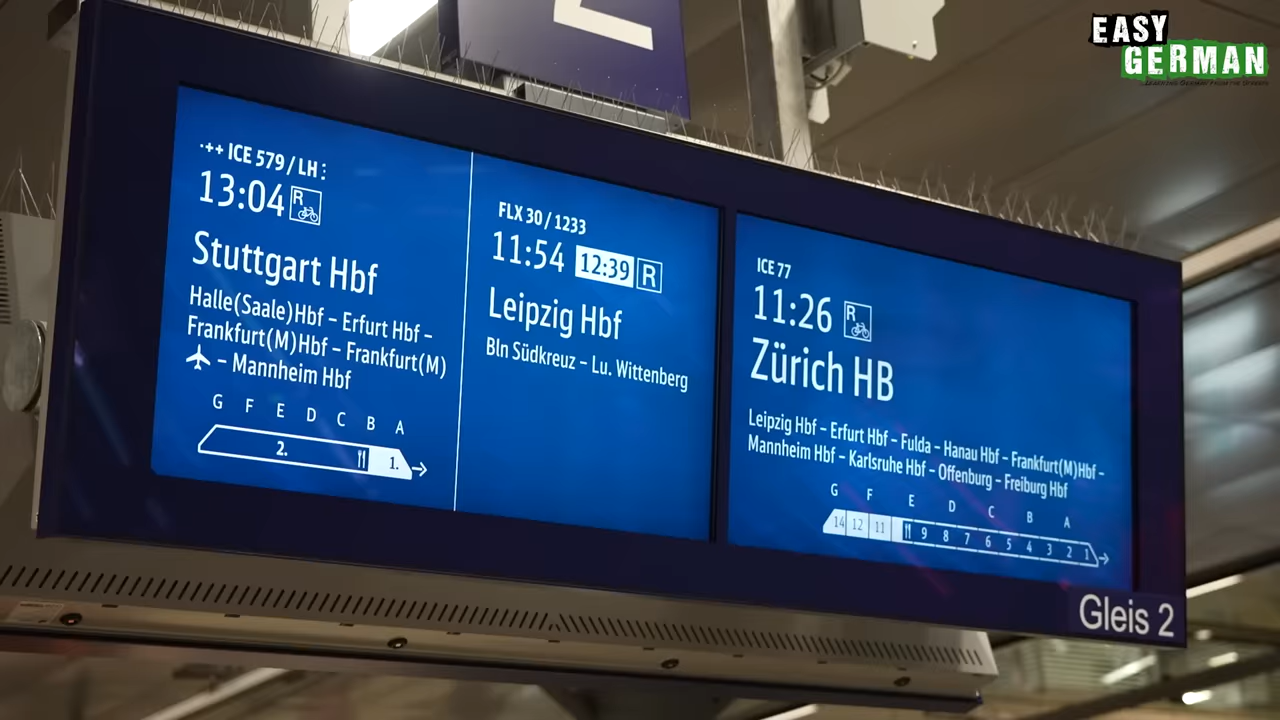 EASY
GERMAN
·++ ICE 579 / LH⋮
13:04 R
Stuttgart Hbf
Halle(Saale)Hbf – Erfurt Hbf –
Frankfurt(M)Hbf – Frankfurt(M)
– Mannheim Hbf
G F E D C B A
2. 1.
FLX 30 / 1233
11:54 12:39 R
Leipzig Hbf
Bln Südkreuz – Lu. Wittenberg
ICE 77
11:26 R
Zürich HB
Leipzig Hbf – Erfurt Hbf – Fulda – Hanau Hbf – Frankfurt(M)Hbf –
Mannheim Hbf – Karlsruhe Hbf – Offenburg – Freiburg Hbf
G F E D C B A
14 12 11 9 8 7 6 5 4 3 2 1
Gleis 2